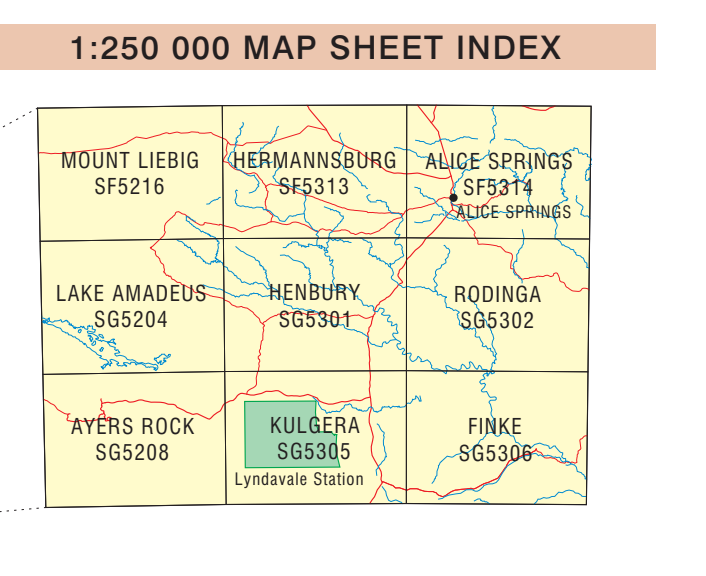 1:250 000 MAP SHEET INDEX
MOUNT LIEBIG
SF5216
HERMANNSBURG
SF5313
ALICE SPRINGS
SF5314
ALICE SPRINGS
LAKE AMADEUS
SG5204
HENBURY
SG5301
RODINGA
SG5302
AYERS ROCK
SG5208
KULGERA
SG5305
Lyndavale Station
FINKE
SG5306